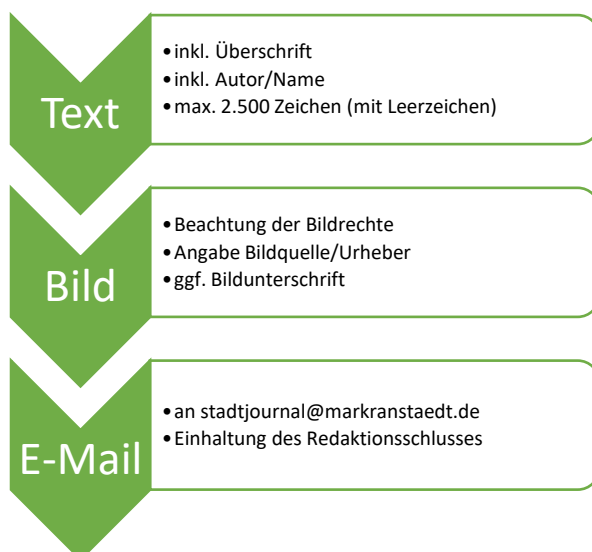 Text
•inkl. Überschrift
•inkl. Autor/Name
•max. 2.500 Zeichen (mit Leerzeichen)
Bild
•Beachtung der Bildrechte
•Angabe Bildquelle/Urheber
•ggf. Bildunterschrift
E-Mail
•an stadtjournal@markranstaedt.de
•Einhaltung des Redaktionsschlusses